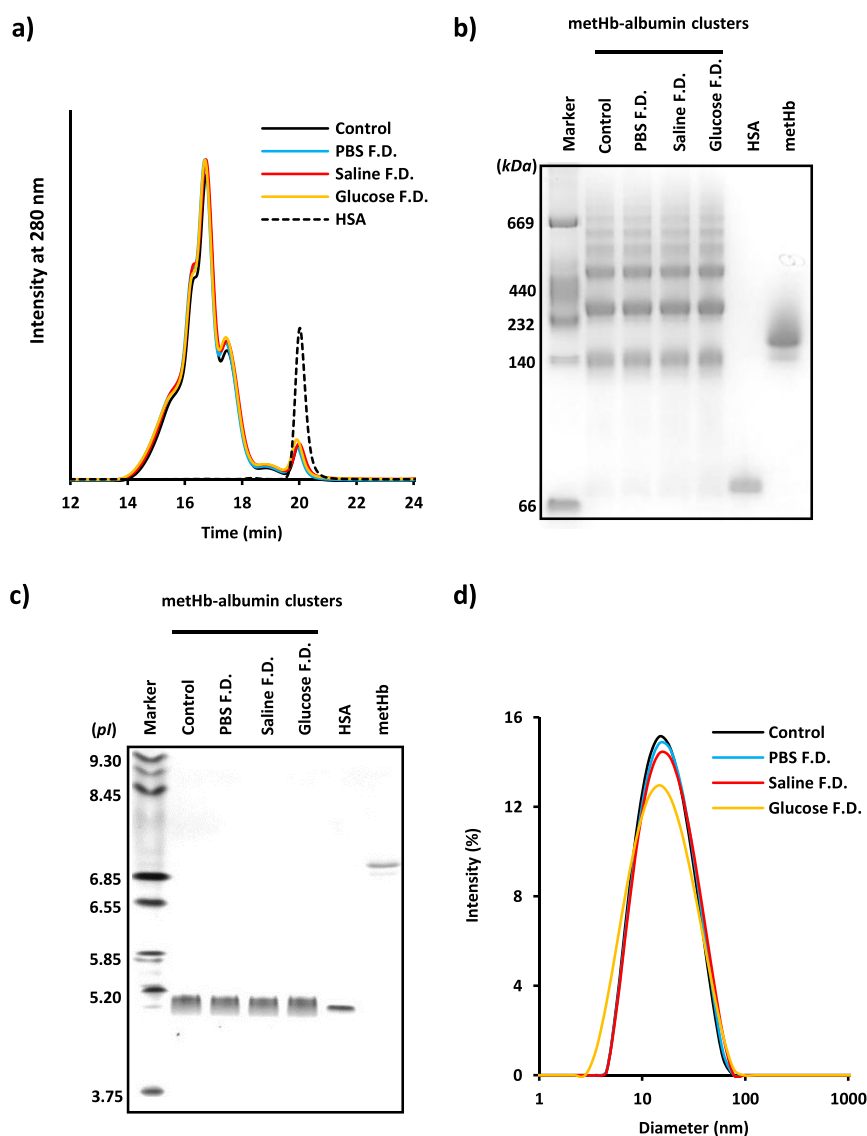 a)
Control
PBS F.D.
Saline F.D.
Glucose F.D.
HSA
Intensity at 280 nm
12 14 16 18 20 22 24
Time (min)
b)
metHb-albumin clusters
Marker Control PBS F.D. Saline F.D. Glucose F.D. HSA metHb
(kDa)
669
440
232
140
66
c)
metHb-albumin clusters
Marker Control PBS F.D. Saline F.D. Glucose F.D. HSA metHb
(pI)
9.30
8.45
6.85
6.55
5.85
5.20
3.75
d)
Control
PBS F.D.
Saline F.D.
Glucose F.D.
Intensity (%)
16
12
8
4
0
1 10 100 1000
Diameter (nm)